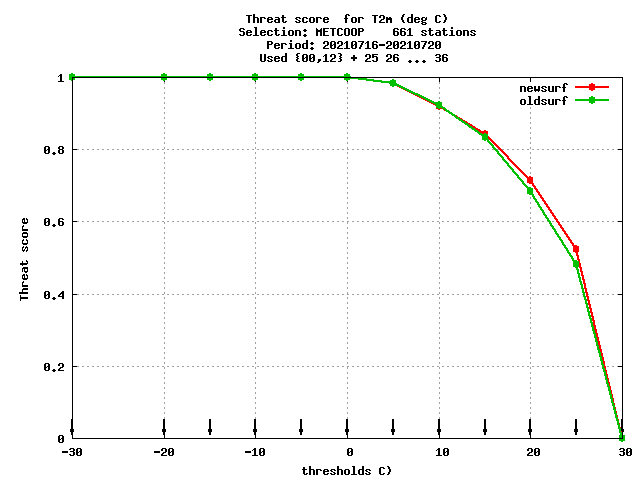 Threat score  for T2m (deg C)
Selection: METCOOP    661 stations
Period: 20210716-20210720
Used {00,12} + 25 26 ... 36
newsurf
oldsurf
Threat score
1
0.8
0.6
0.4
0.2
0
-30
-20
-10
0
10
20
30
thresholds C)